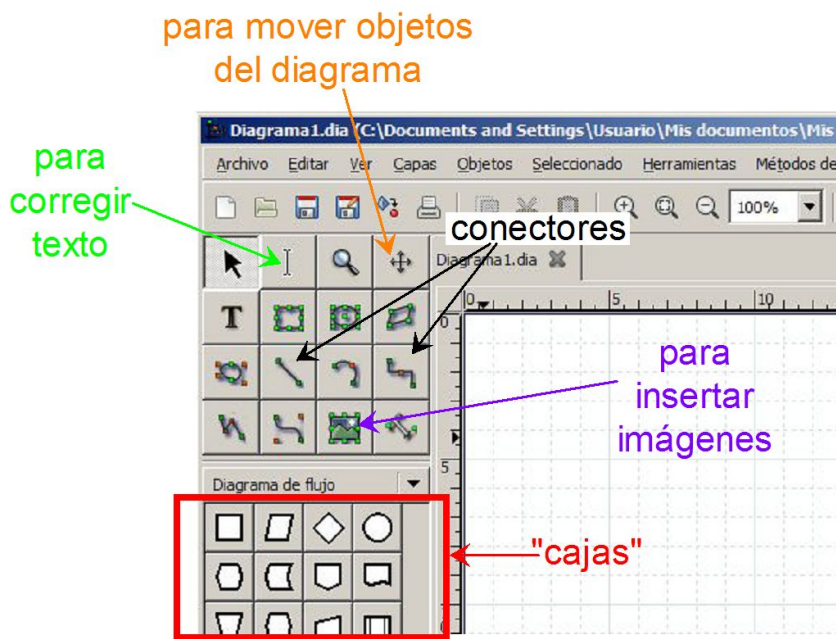 para mover objetos
del diagrama
Diagrama1.dia (C:\Documents and Settings\Usuario\Mis documentos\Mis
Archivo Editar Ver Capas Objetos Seleccionado Herramientas Métodos de
para
corregir
texto
100%
conectores
Diagrama1.dia
T
0 5 10
0
para
insertar
imágenes
5
Diagrama de flujo
"cajas"